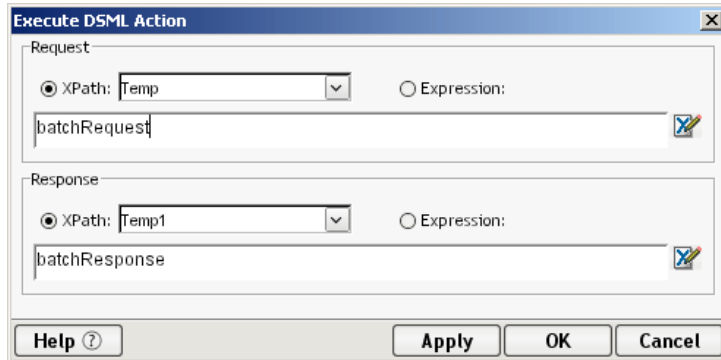 Execute DSML Action
Request
XPath: Temp Expression:
batchRequest
Response
XPath: Temp1 Expression:
batchResponse
Help ? Apply OK Cancel